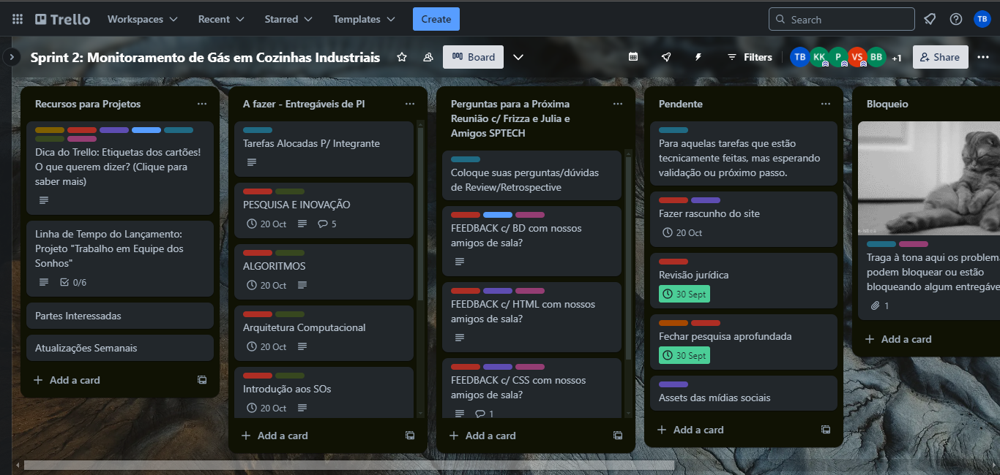 Trello
Workspaces
Recent
Starred
Templates
Create
Search
TB
Sprint 2: Monitoramento de Gás em Cozinhas Industriais
Board
Filters
TB
KK
P
VS
BB
+1
Share
Recursos para Projetos
Dica do Trello: Etiquetas dos cartões!
O que querem dizer? (Clique para
saber mais)
Linha de Tempo do Lançamento:
Projeto "Trabalho em Equipe dos
Sonhos"
0/6
Partes Interessadas
Atualizações Semanais
Add a card
A fazer - Entregáveis de PI
Tarefas Alocadas P/ Integrante
PESQUISA E INOVAÇÃO
20 Oct
5
ALGORITMOS
20 Oct
Arquitetura Computacional
20 Oct
Introdução aos SOs
20 Oct
Add a card
Perguntas para a Próxima
Reunião c/ Frizza e Julia e
Amigos SPTECH
Coloque suas perguntas/dúvidas
de Review/Retrospective
FEEDBACK c/ BD com nossos
amigos de sala?
FEEDBACK c/ HTML com nossos
amigos de sala?
FEEDBACK c/ CSS com nossos
amigos de sala?
1
Add a card
Pendente
Para aquelas tarefas que estão
tecnicamente feitas, mas esperando
validação ou próximo passo.
Fazer rascunho do site
20 Oct
Revisão jurídica
30 Sept
Fechar pesquisa aprofundada
30 Sept
Assets das mídias sociais
Add a card
Bloqueio
Traga à tona aqui os problema
podem bloquear ou estão
bloqueando algum entregáve
1
Add a card